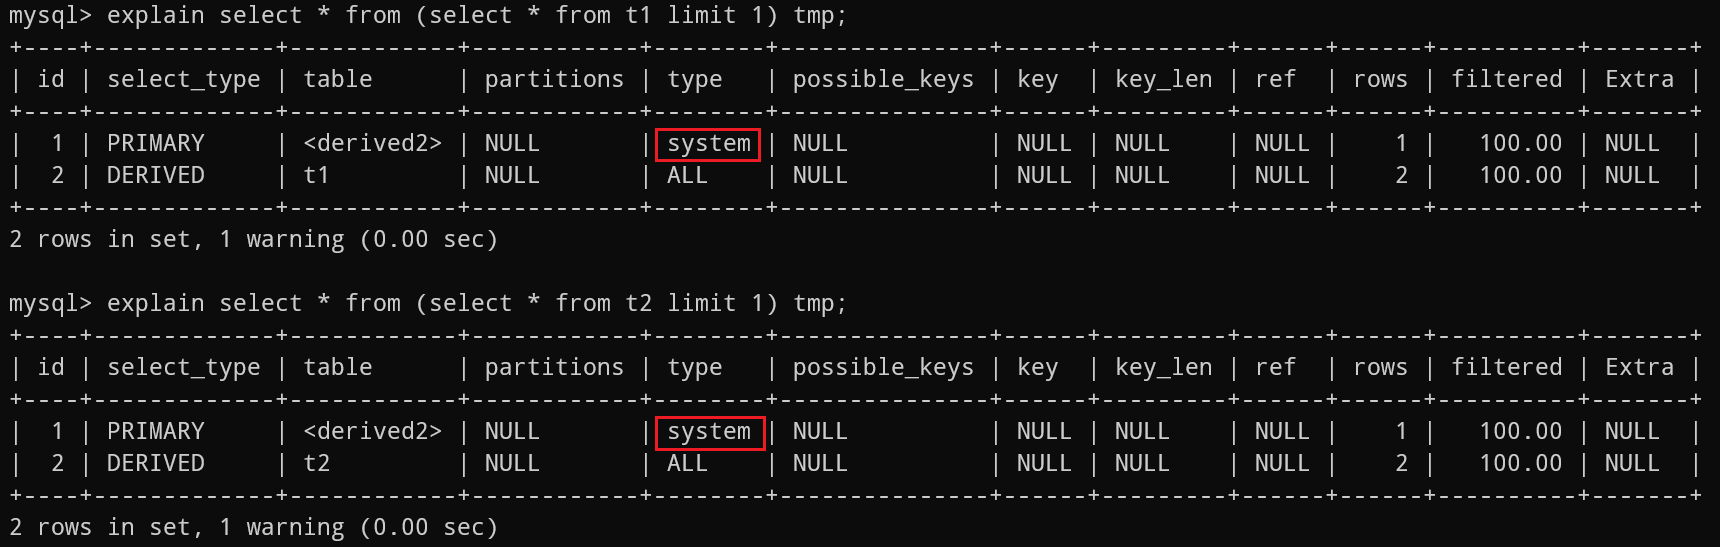 mysql> explain select * from (select * from t1 limit 1) tmp;
+----+-------------+------------+------------+--------+---------------+------+---------+------+------+----------+-------+
| id | select_type | table      | partitions | type   | possible_keys | key  | key_len | ref  | rows | filtered | Extra |
+----+-------------+------------+------------+--------+---------------+------+---------+------+------+----------+-------+
|  1 | PRIMARY     | <derived2> | NULL       | system | NULL          | NULL | NULL    | NULL |    1 |   100.00 | NULL  |
|  2 | DERIVED     | t1         | NULL       | ALL    | NULL          | NULL | NULL    | NULL |    2 |   100.00 | NULL  |
+----+-------------+------------+------------+--------+---------------+------+---------+------+------+----------+-------+
2 rows in set, 1 warning (0.00 sec)
mysql> explain select * from (select * from t2 limit 1) tmp;
+----+-------------+------------+------------+--------+---------------+------+---------+------+------+----------+-------+
| id | select_type | table      | partitions | type   | possible_keys | key  | key_len | ref  | rows | filtered | Extra |
+----+-------------+------------+------------+--------+---------------+------+---------+------+------+----------+-------+
|  1 | PRIMARY     | <derived2> | NULL       | system | NULL          | NULL | NULL    | NULL |    1 |   100.00 | NULL  |
|  2 | DERIVED     | t2         | NULL       | ALL    | NULL          | NULL | NULL    | NULL |    2 |   100.00 | NULL  |
+----+-------------+------------+------------+--------+---------------+------+---------+------+------+----------+-------+
2 rows in set, 1 warning (0.00 sec)